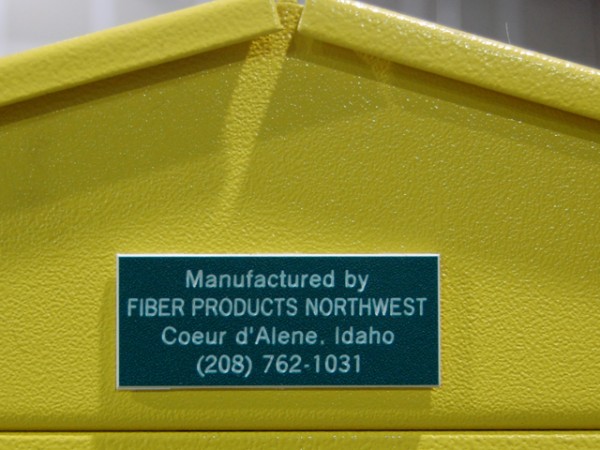 Manufactured by
FIBER PRODUCTS NORTHWEST
Coeur d'Alene, Idaho
(208) 762-1031